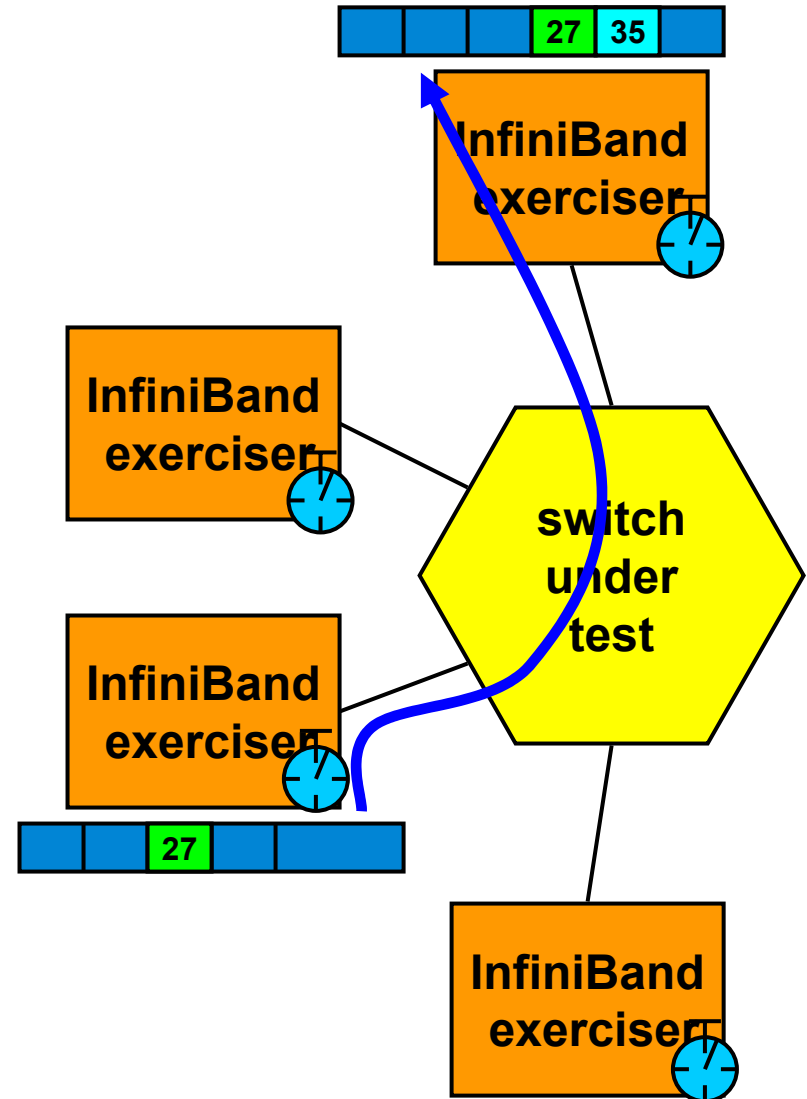 27 35
InfiniBand
exerciser
InfiniBand
exerciser
switch
under
test
InfiniBand
exerciser
27
InfiniBand
exerciser